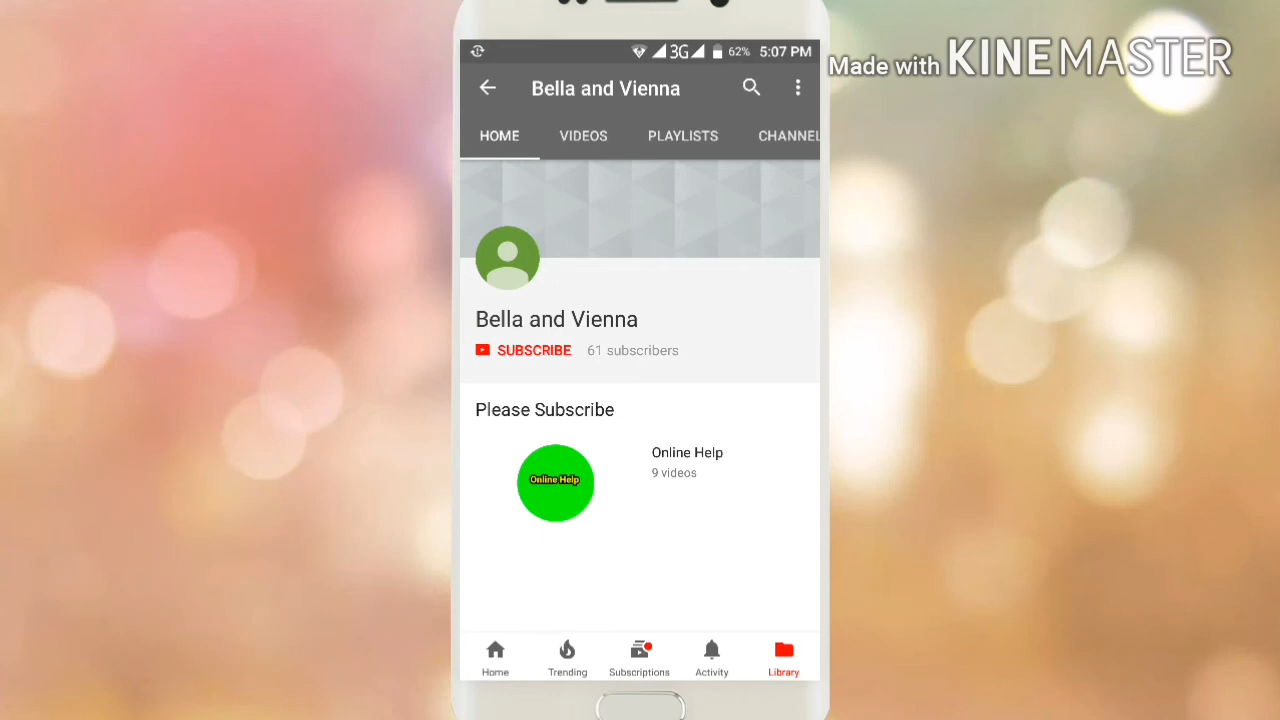 Made with KINEMASTER
3G 62% 5:07 PM
Bella and Vienna
HOME VIDEOS PLAYLISTS CHANNEL
Bella and Vienna
SUBSCRIBE 61 subscribers
Please Subscribe
Online Help
Online Help
9 videos
Home Trending Subscriptions Activity Library